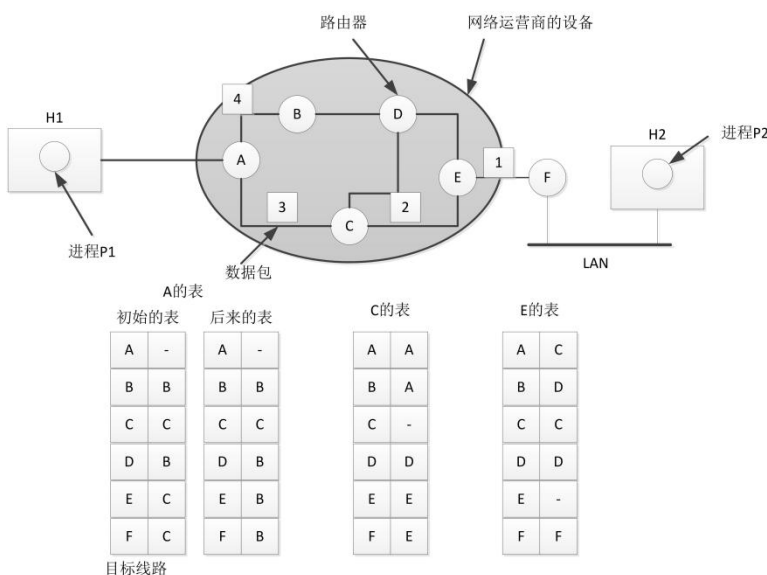 路由器
网络运营商的设备
H1
4
B
D
H2
进程P2
A
E
1
F
3
2
C
进程P1
数据包
LAN
A的表
初始的表 后来的表 C的表 E的表
A - A - A A A C
B B B B B A B D
C C C C C - C C
D B D B D D D D
E C E B E E E -
F C F B F E F F
目标线路